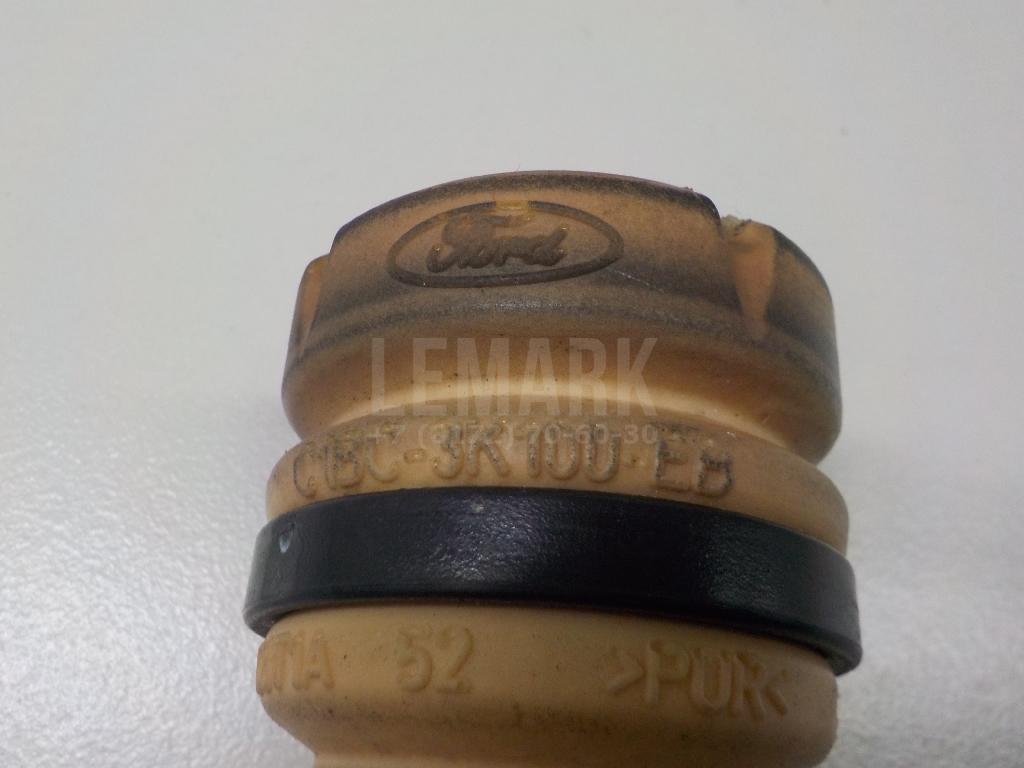 Ford
LEMARK
C1BC-3K100-EB
52 >PUR<